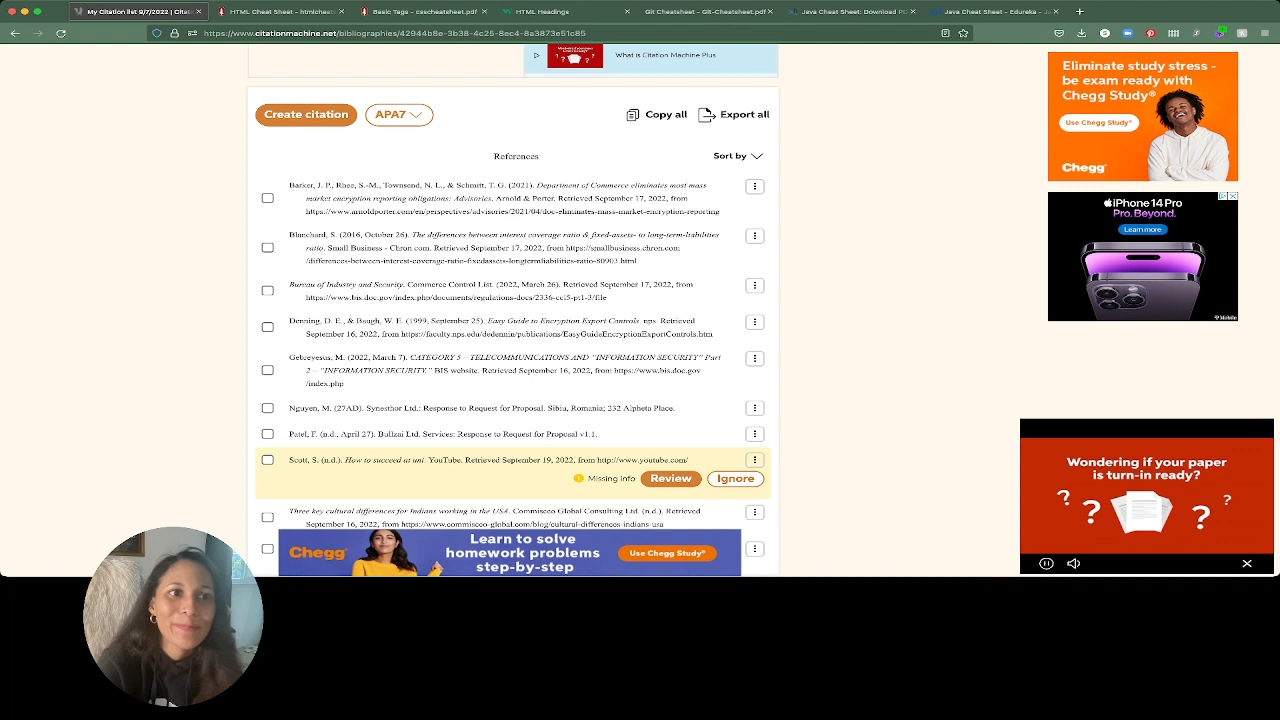 My Citation list 9/7/2022 | Citati
HTML Cheat Sheet - htmlcheats
Basic Tags - csscheatsheet.pdf
HTML Headings
Git Cheatsheet - Git-Cheatsheet.pdf
Java Cheat Sheet: Download PD
Java Cheat Sheet - Edureka
https://www.citationmachine.net/bibliographies/42944b8e-3b38-4c25-8ec4-8a3873e51c85
What is Citation Machine Plus
Create citation
APA7
Copy all
Export all
References
Sort by
Barker, J. P., Rhee, S.-M., Townsend, N. L., & Schmitt, T. G. (2021). Department of Commerce eliminates most mass
market encryption reporting obligations: Advisories. Arnold & Porter. Retrieved September 17, 2022, from
https://www.arnoldporter.com/en/perspectives/advisories/2021/04/doc-eliminates-mass-market-encryption-reporting
Blanchard, S. (2016, October 26). The differences between interest coverage ratio & fixed-assets- to long-term-liabilities
ratio. Small Business - Chron.com. Retrieved September 17, 2022, from https://smallbusiness.chron.com
/differences-between-interest-coverage-ratio-fixedassets-longtermliabilities-ratio-80903.html
Bureau of Industry and Security. Commerce Control List. (2022, March 26). Retrieved September 17, 2022, from
https://www.bis.doc.gov/index.php/documents/regulations-docs/2336-ccl5-pt1-3/file
Denning, D. E., & Baugh, W. E. (1999, September 25). Easy Guide to Encryption Export Controls. nps. Retrieved
September 16, 2022, from https://faculty.nps.edu/dedennin/publications/EasyGuideEncryptionExportControls.htm
Gebreyesus, M. (2022, March 7). CATEGORY 5 – TELECOMMUNICATIONS AND "INFORMATION SECURITY" Part
2 – "INFORMATION SECURITY." BIS website. Retrieved September 16, 2022, from https://www.bis.doc.gov
/index.php
Nguyen, M. (27AD). Synesthor Ltd.: Response to Request for Proposal. Sibiu, Romania; 232 Alpheta Place.
Patel, F. (n.d., April 27). Bullzai Ltd. Services: Response to Request for Proposal v1.1.
Scott, S. (n.d.). How to succeed at uni. YouTube. Retrieved September 19, 2022, from http://www.youtube.com/
Missing info
Review
Ignore
Three key cultural differences for Indians working in the USA. Commisceo Global Consulting Ltd. (n.d.). Retrieved
September 16, 2022, from https://www.commisceo-global.com/blog/cultural-differences-indians-usa
Chegg
Learn to solve
homework problems
step-by-step
Use Chegg Study®
Eliminate study stress -
be exam ready with
Chegg Study®
Use Chegg Study®
Chegg
iPhone 14 Pro
Pro. Beyond.
Learn more
Mobile
Wondering if your paper
is turn-in ready?